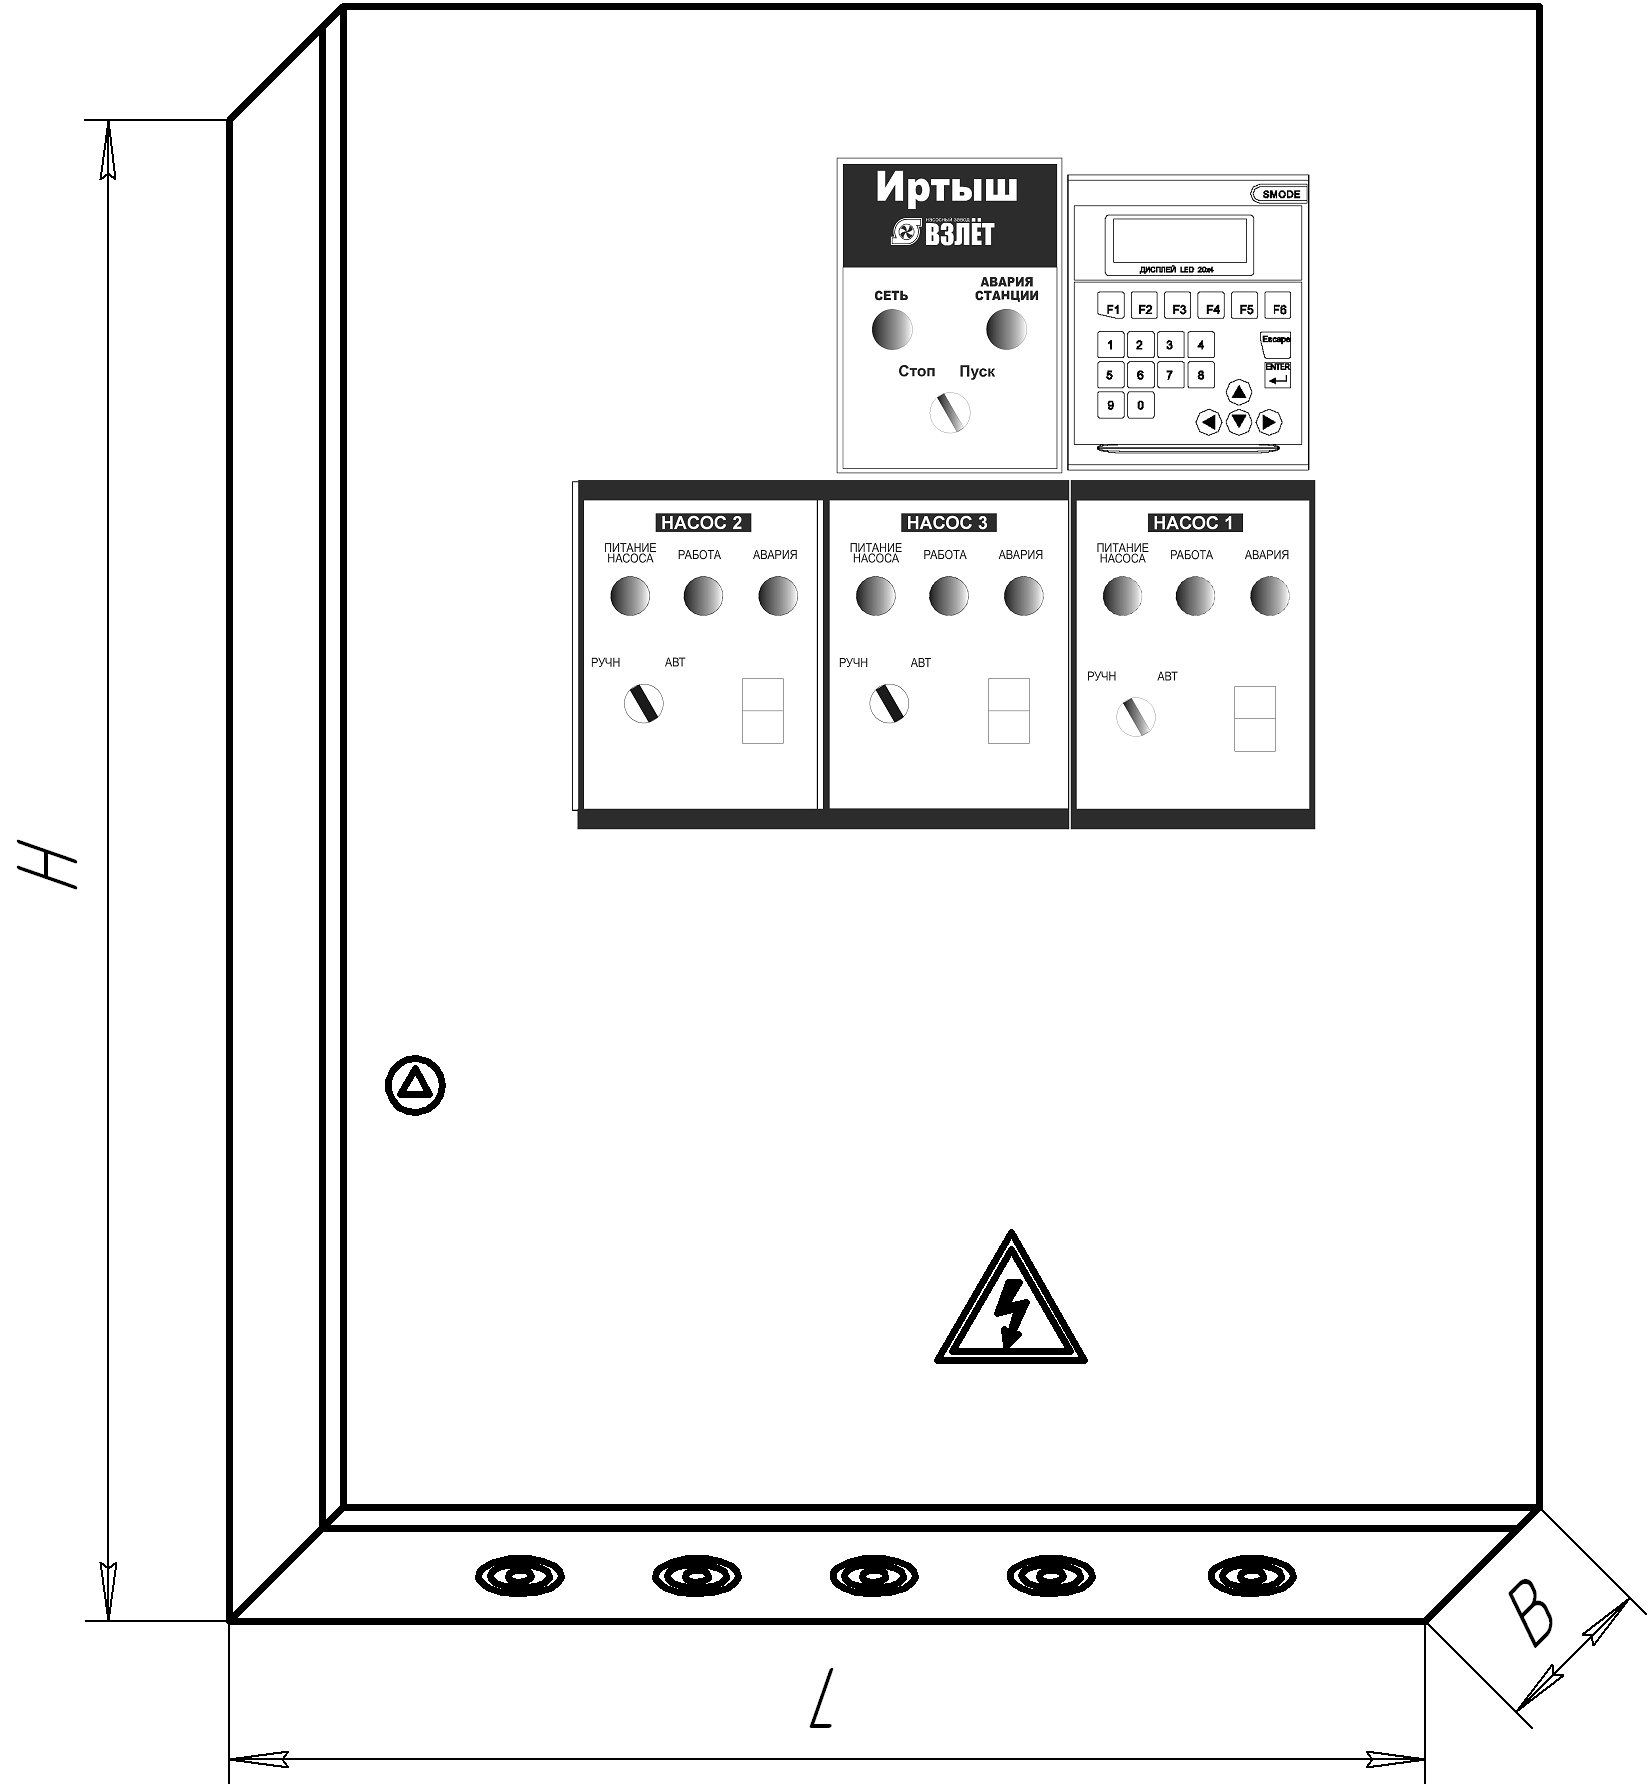 Иртыш
насосный завод
ВЗЛЁТ
СЕТЬ
АВАРИЯ
СТАНЦИИ
Стоп Пуск
SMODE
ДИСПЛЕЙ LED 20x4
F1 F2 F3 F4 F5 F6
1 2 3 4
Escape
5 6 7 8
ENTER
9 0
НАСОС 2
ПИТАНИЕ
НАСОСА
РАБОТА
АВАРИЯ
РУЧН АВТ
НАСОС 3
ПИТАНИЕ
НАСОСА
РАБОТА
АВАРИЯ
РУЧН АВТ
НАСОС 1
ПИТАНИЕ
НАСОСА
РАБОТА
АВАРИЯ
РУЧН АВТ
H
L
B